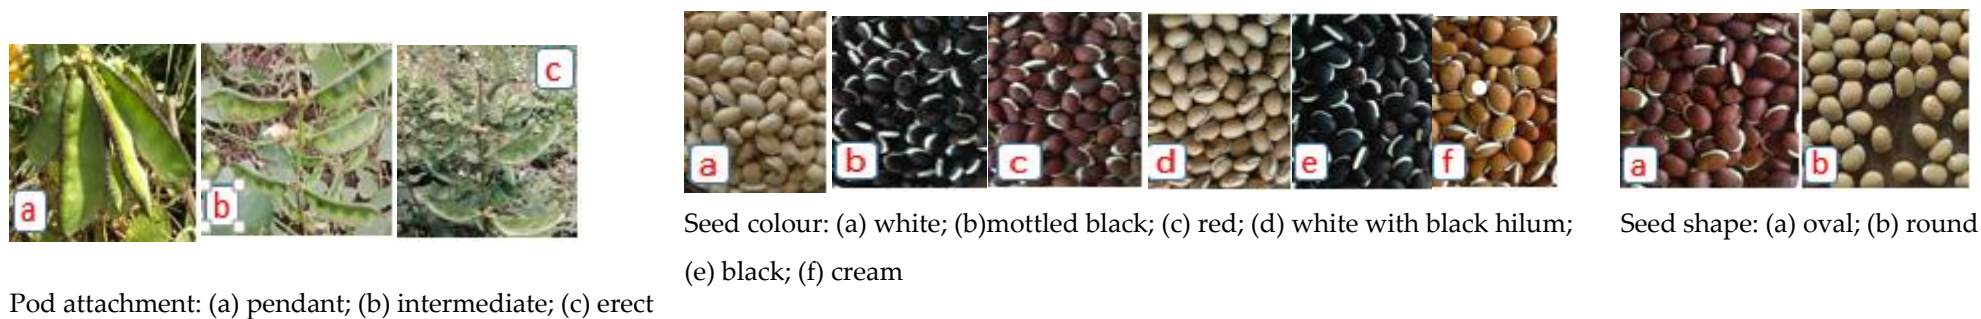 a
b
c
Pod attachment: (a) pendant; (b) intermediate; (c) erect
a
b
c
d
e
f
Seed colour: (a) white; (b)mottled black; (c) red; (d) white with black hilum;
(e) black; (f) cream
a
b
Seed shape: (a) oval; (b) round